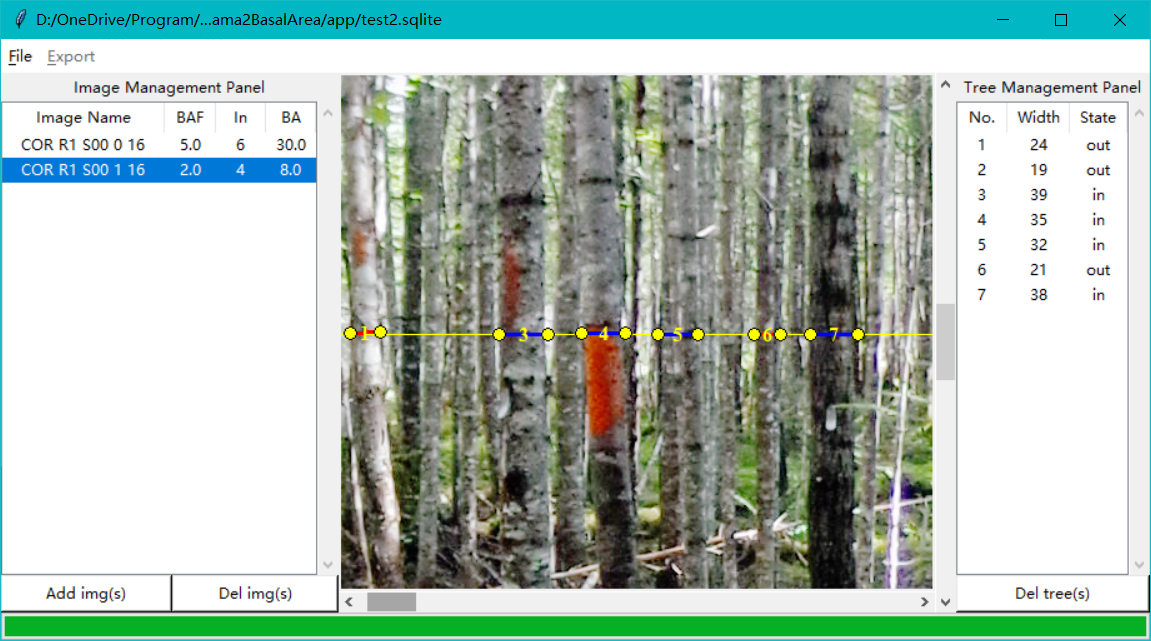 D:/OneDrive/Program/...ama2BasalArea/app/test2.sqlite
File Export
Image Management Panel
Image Name BAF In BA
COR R1 S00 0 16 5.0 6 30.0
COR R1 S00 1 16 2.0 4 8.0
Add img(s) Del img(s)
1 3 4 5 6 7
Tree Management Panel
No. Width State
1 24 out
2 19 out
3 39 in
4 35 in
5 32 in
6 21 out
7 38 in
Del tree(s)